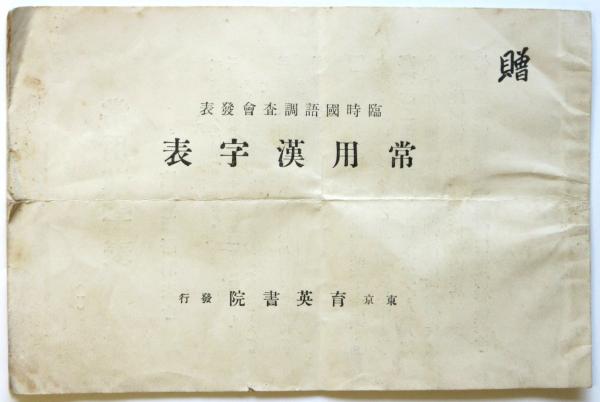 贈
臨時國語調査會發表
常用漢字表
東京 育英書院 發行